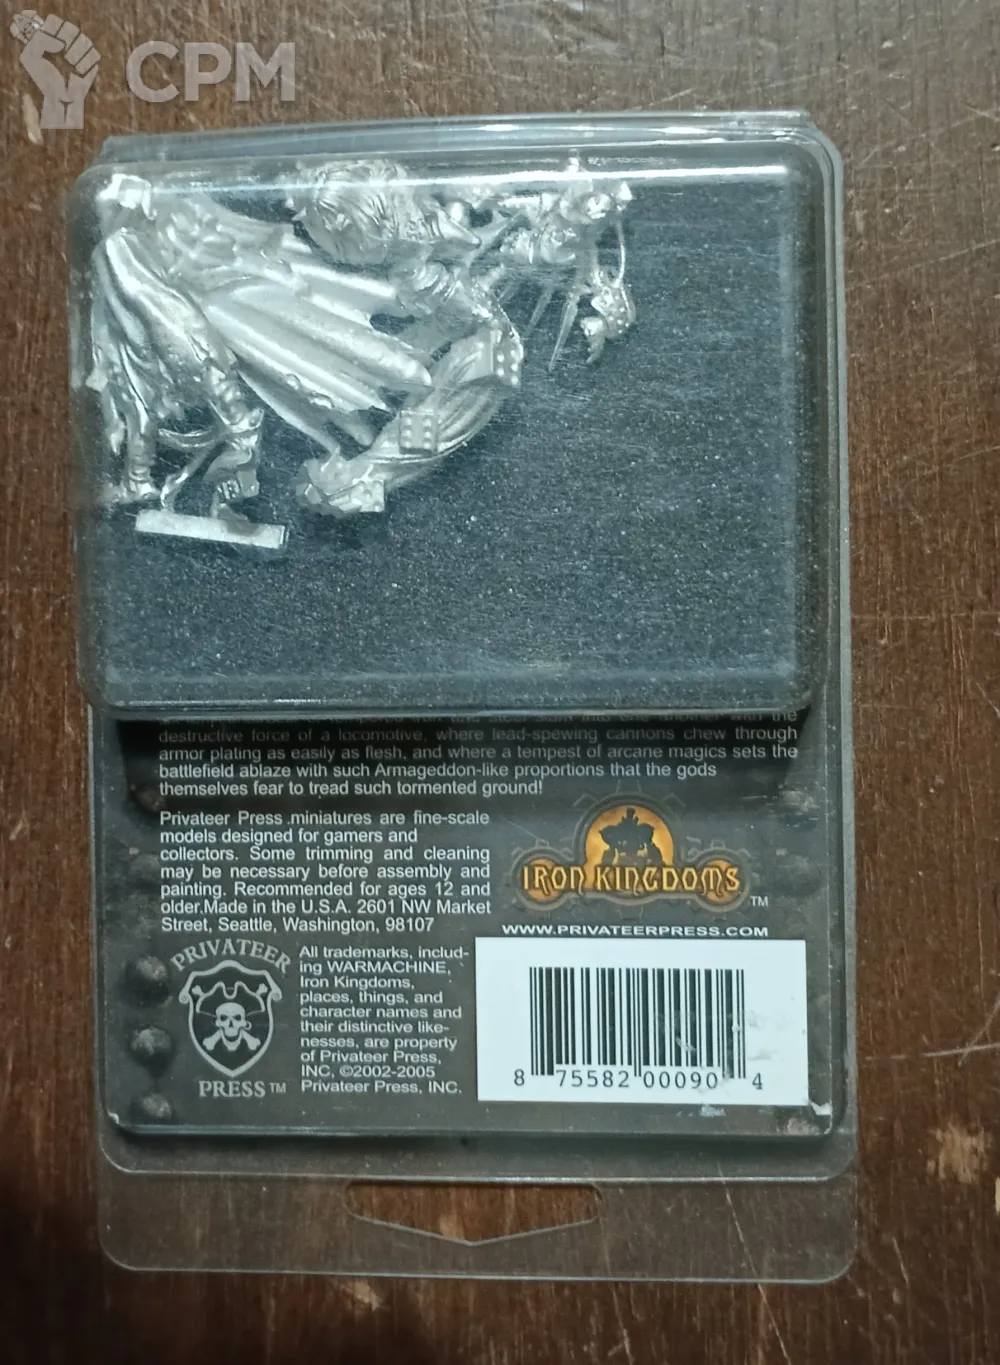 CPM
with the
destructive force of a locomotive, where lead-spewing cannons chew through
armor plating as easily as flesh, and where a tempest of arcane magics sets the
battlefield ablaze with such Armageddon-like proportions that the gods
themselves fear to tread such tormented ground!
Privateer Press miniatures are fine-scale
models designed for gamers and
collectors. Some trimming and cleaning
may be necessary before assembly and
painting. Recommended for ages 12 and
older.Made in the U.S.A. 2601 NW Market
Street, Seattle, Washington, 98107
IRON KINGDOMS™
WWW.PRIVATEERPRESS.COM
PRIVATEER
PRESS™
All trademarks, includ-
ing WARMACHINE,
Iron Kingdoms,
places, things, and
character names and
their distinctive like-
nesses, are property
of Privateer Press,
INC, ©2002-2005
Privateer Press, INC.
8 75582 00090 4